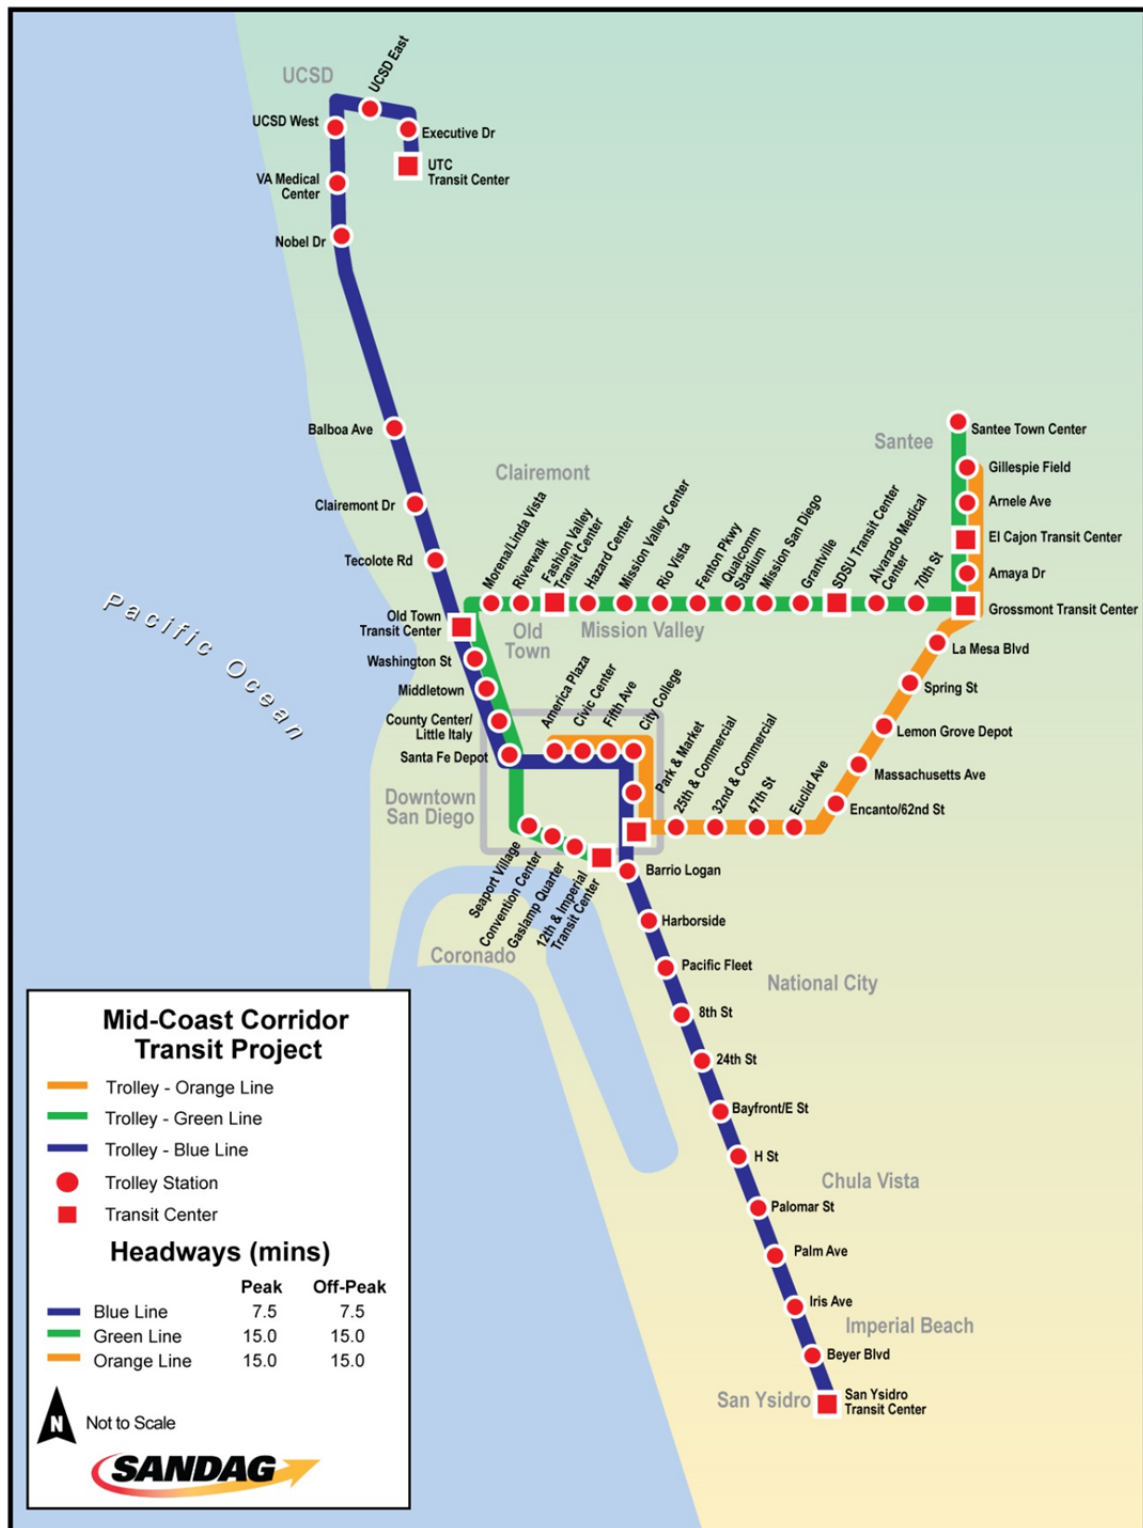 UCSD
UCSD East
UCSD West
Executive Dr
UTC
Transit Center
VA Medical
Center
Nobel Dr
Balboa Ave
Santee Town Center
Santee
Gillespie Field
Clairemont
Clairemont Dr
Arnele Ave
El Cajon Transit Center
Tecolote Rd
Amaya Dr
Morena/Linda Vista
Riverwalk
Fashion Valley
Transit Center
Hazard Center
Mission Valley Center
Rio Vista
Fenton Pkwy
Qualcomm
Stadium
Mission San Diego
Grantville
SDSU Transit Center
Alvarado Medical
Center
70th St
Grossmont Transit Center
Pacific Ocean
Old Town
Transit Center
Old
Town
Mission Valley
La Mesa Blvd
Washington St
Middletown
Spring St
County Center/
Little Italy
Lemon Grove Depot
Santa Fe Depot
America Plaza
Civic Center
Fifth Ave
City College
Park & Market
25th & Commercial
32nd & Commercial
47th St
Euclid Ave
Massachusetts Ave
Encanto/62nd St
Downtown
San Diego
Seaport Village
Convention Center
Gaslamp Quarter
12th & Imperial
Transit Center
Barrio Logan
Harborside
Coronado
Pacific Fleet
National City
8th St
24th St
Bayfront/E St
H St
Chula Vista
Palomar St
Palm Ave
Iris Ave
Imperial Beach
Beyer Blvd
San Ysidro
San Ysidro
Transit Center
Mid-Coast Corridor
Transit Project
Trolley - Orange Line
Trolley - Green Line
Trolley - Blue Line
Trolley Station
Transit Center
Headways (mins)
Peak Off-Peak
Blue Line 7.5 7.5
Green Line 15.0 15.0
Orange Line 15.0 15.0
N Not to Scale
SANDAG